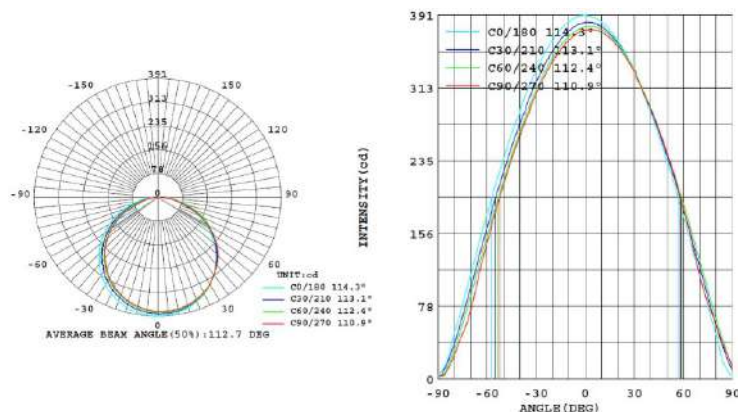 391
-150
150
313
-120
235
120
156
78
-90
0
90
-60
60
-30
30
0
UNIT:cd
C0/180 114.3°
C30/210 113.1°
C60/240 112.4°
C90/270 110.9°
AVERAGE BEAM ANGLE(50%):112.7 DEG
391
C0/180 114.3°
C30/210 113.1°
C60/240 112.4°
C90/270 110.9°
313
235
INTENSITY(cd)
156
78
0
-90 -60 -30 0 30 60 90
ANGLE(DEG)